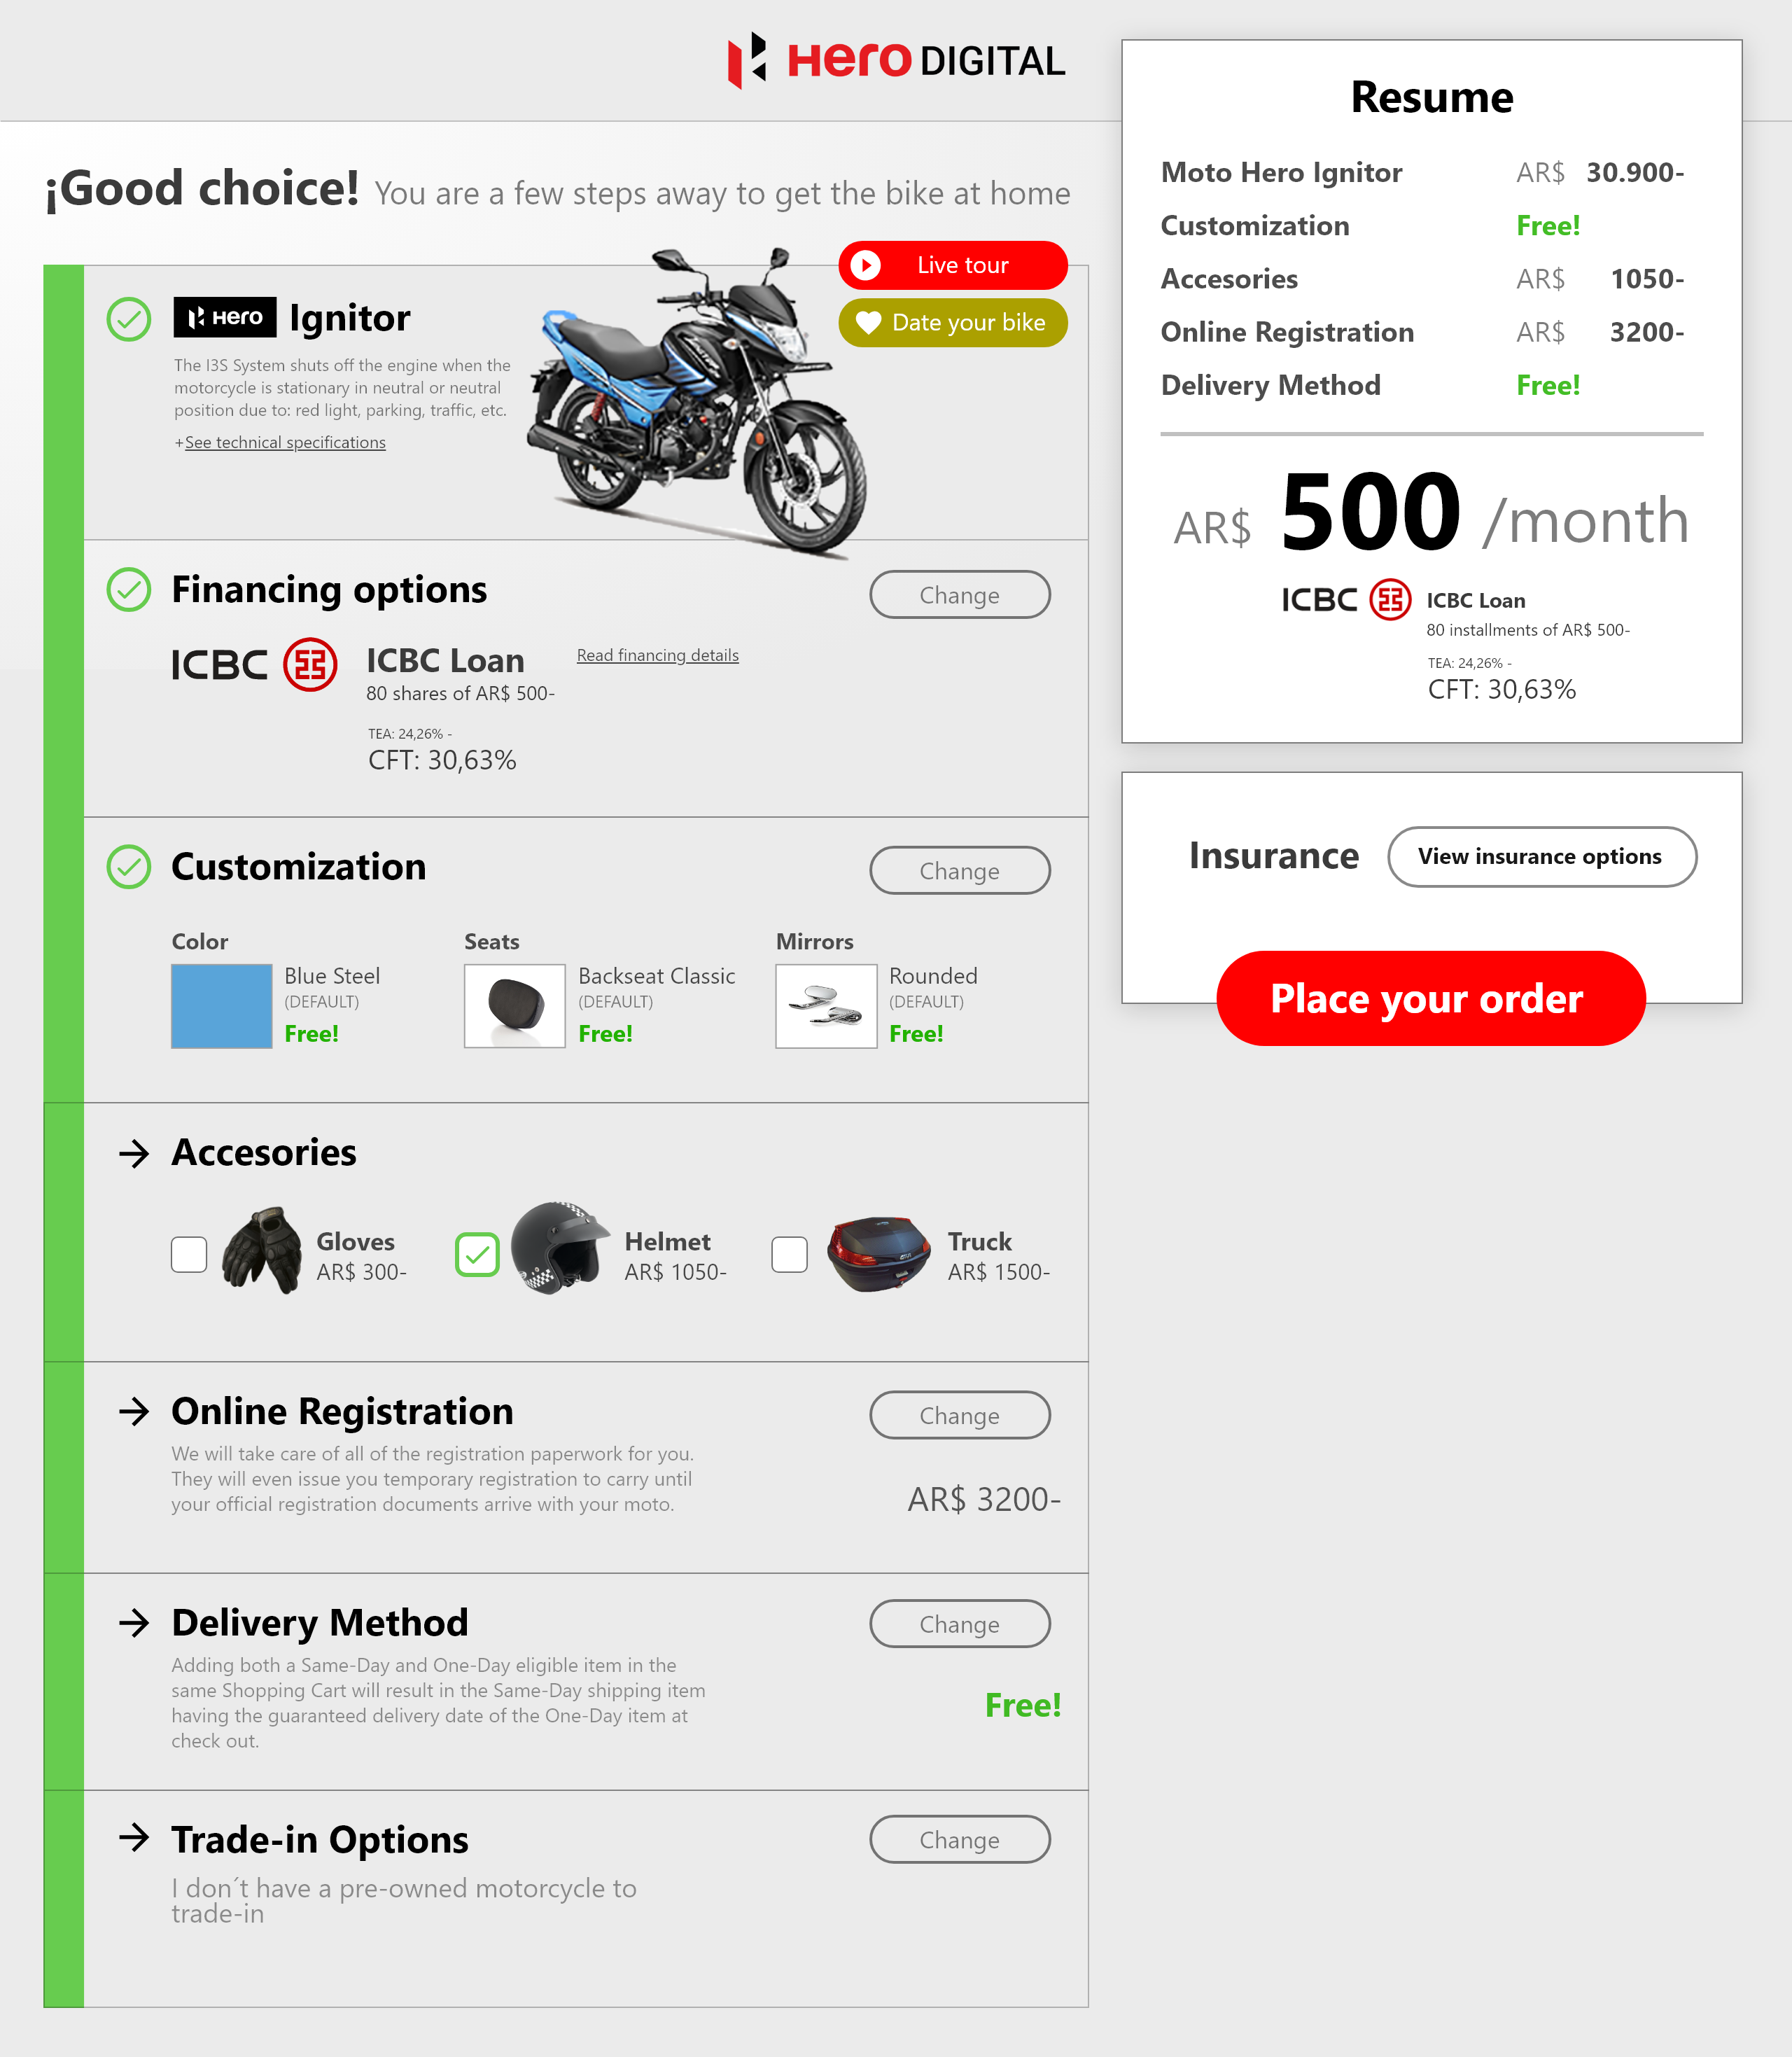 Hero DIGITAL
¡Good choice! You are a few steps away to get the bike at home
Live tour
Date your bike
Hero Ignitor
The I3S System shuts off the engine when the
motorcycle is stationary in neutral or neutral
position due to: red light, parking, traffic, etc.
+See technical specifications
Financing options
Change
ICBC
ICBC Loan
Read financing details
80 shares of AR$ 500-
TEA: 24,26% -
CFT: 30,63%
Customization
Change
Color
Blue Steel
(DEFAULT)
Free!
Seats
Backseat Classic
(DEFAULT)
Free!
Mirrors
Rounded
(DEFAULT)
Free!
Accesories
Gloves
AR$ 300-
Helmet
AR$ 1050-
Truck
AR$ 1500-
Online Registration
Change
We will take care of all of the registration paperwork for you.
They will even issue you temporary registration to carry until
your official registration documents arrive with your moto.
AR$ 3200-
Delivery Method
Change
Adding both a Same-Day and One-Day eligible item in the
same Shopping Cart will result in the Same-Day shipping item
having the guaranteed delivery date of the One-Day item at
check out.
Free!
Trade-in Options
Change
I don´t have a pre-owned motorcycle to
trade-in
Resume
Moto Hero Ignitor AR$ 30.900-
Customization Free!
Accesories AR$ 1050-
Online Registration AR$ 3200-
Delivery Method Free!
AR$ 500 /month
ICBC
ICBC Loan
80 installments of AR$ 500-
TEA: 24,26% -
CFT: 30,63%
Insurance
View insurance options
Place your order